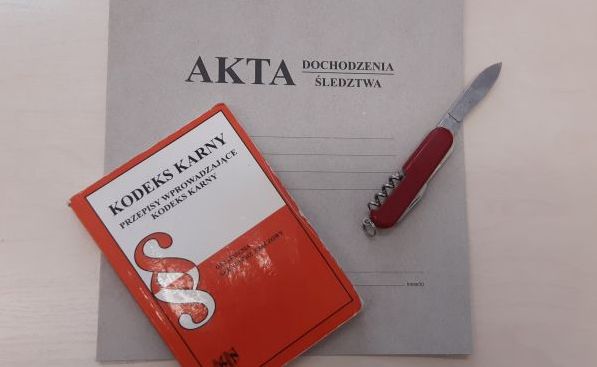 AKTA
DOCHODZENIA
ŚLEDZTWA
KODEKS KARNY
PRZEPISY WPROWADZAJĄCE
KODEKS KARNY